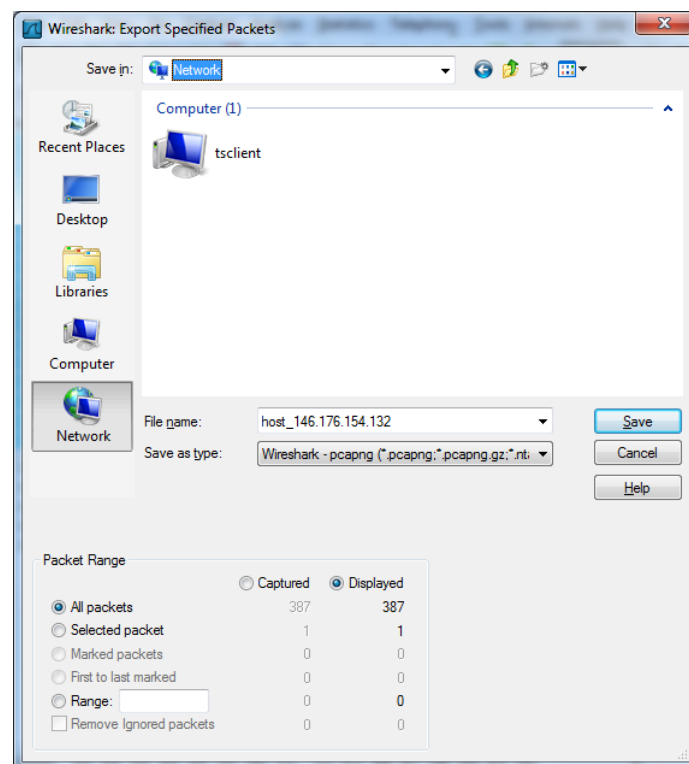 Wireshark: Export Specified Packets
Save in:
Network
Recent Places
Desktop
Libraries
Computer
Network
Computer (1)
tsclient
File name:
host_146.176.154.132
Save
Save as type:
Wireshark - pcapng (*.pcapng;*.pcapng.gz;*.nt
Cancel
Help
Packet Range
Captured Displayed
All packets 387 387
Selected packet 1 1
Marked packets 0 0
First to last marked 0 0
Range: 0 0
Remove Ignored packets 0 0